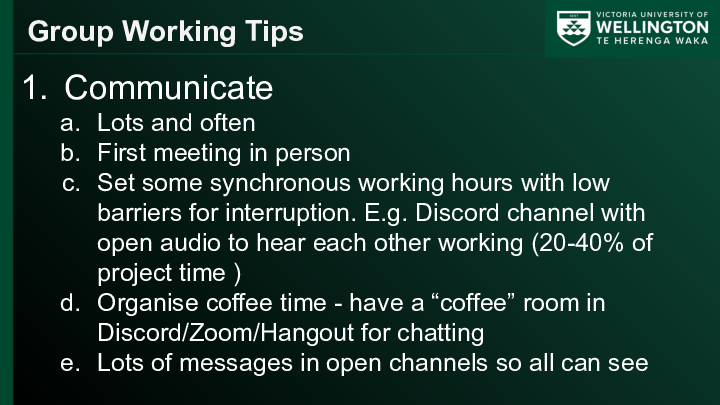 Group Working Tips
VICTORIA UNIVERSITY OF
WELLINGTON
TE HERENGA WAKA
1. Communicate
a. Lots and often
b. First meeting in person
c. Set some synchronous working hours with low
barriers for interruption. E.g. Discord channel with
open audio to hear each other working (20-40% of
project time )
d. Organise coffee time - have a “coffee” room in
Discord/Zoom/Hangout for chatting
e. Lots of messages in open channels so all can see